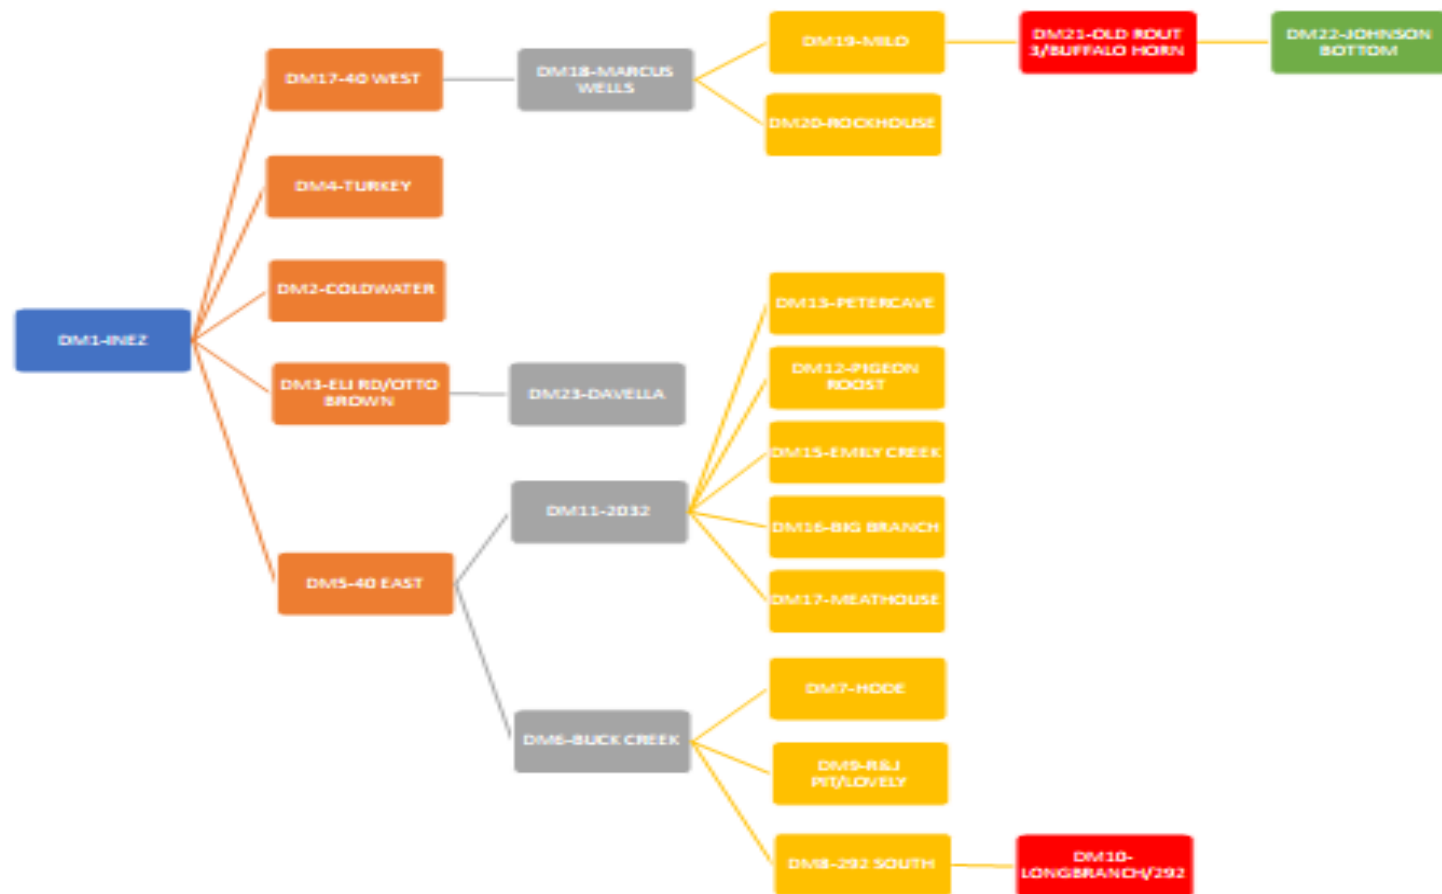 DM19-MILO
DM21-OLD ROUT
3/BUFFALO HORN
DM22-JOHNSON
BOTTOM
DM17-40 WEST
DM18-MARCUS
WELLS
DM20-ROCKHOUSE
DM4-TURKEY
DM2-COLDWATER
DM13-PETERCAVE
DM1-INEZ
DM3-ELI RD/OTTO
BROWN
DM23-DAVELLA
DM12-PIGEON
ROOST
DM15-EMILY CREEK
DM11-2032
DM16-BIG BRANCH
DM5-40 EAST
DM17-MEATHOUSE
DM7-HODE
DM6-BUCK CREEK
DM9-R&J
PIT/LOVELY
DM8-292 SOUTH
DM10-
LONGBRANCH/292